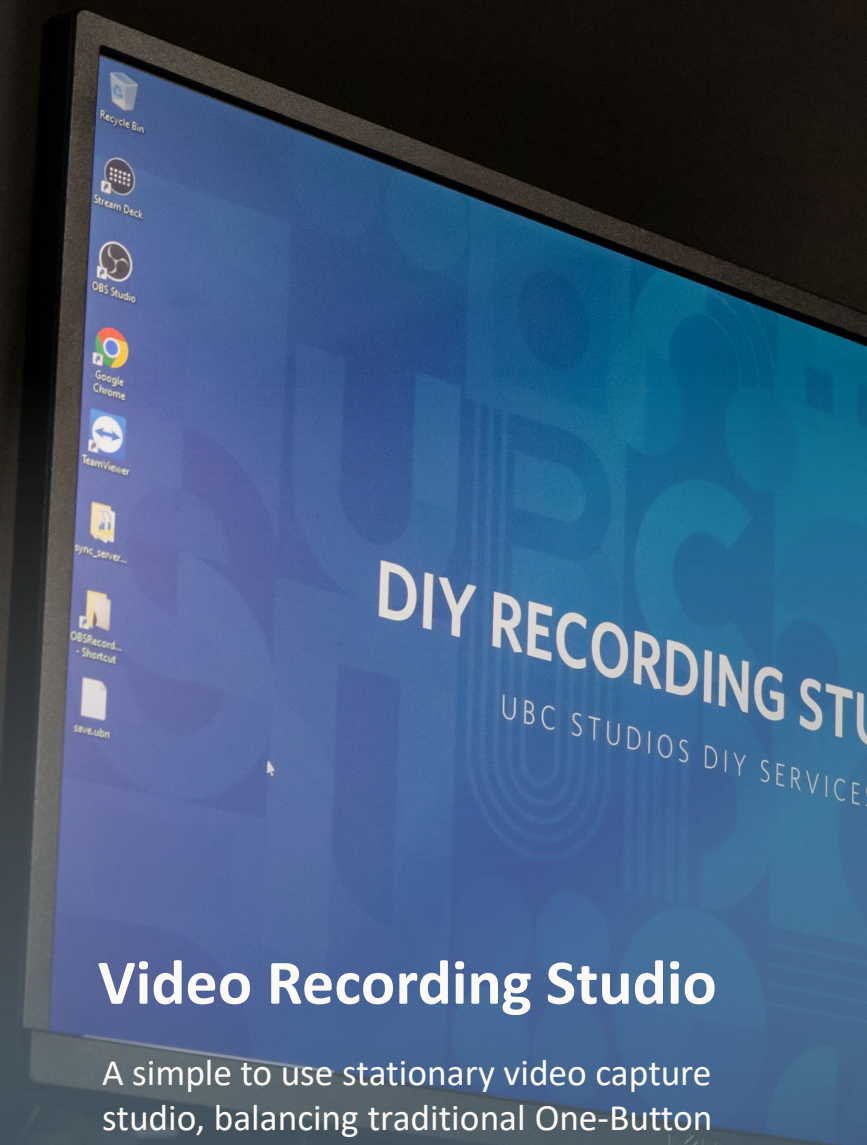 Recycle Bin
Stream Deck
OBS Studio
Google
Chrome
TeamViewer
sync_server...
OBSRecord...
- Shortcut
save.ubn
DIY RECORDING STU
UBC STUDIOS DIY SERVICES
Video Recording Studio
A simple to use stationary video capture
studio, balancing traditional One-Button